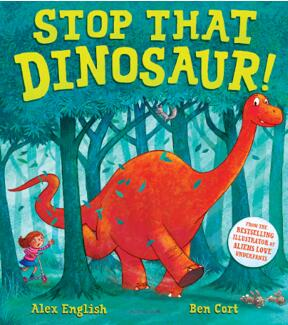 STOP THAT
DINOSAUR!
FROM THE
BESTSELLING
ILLUSTRATOR OF
ALIENS LOVE
UNDERPANTS
Alex English
Ben Cort